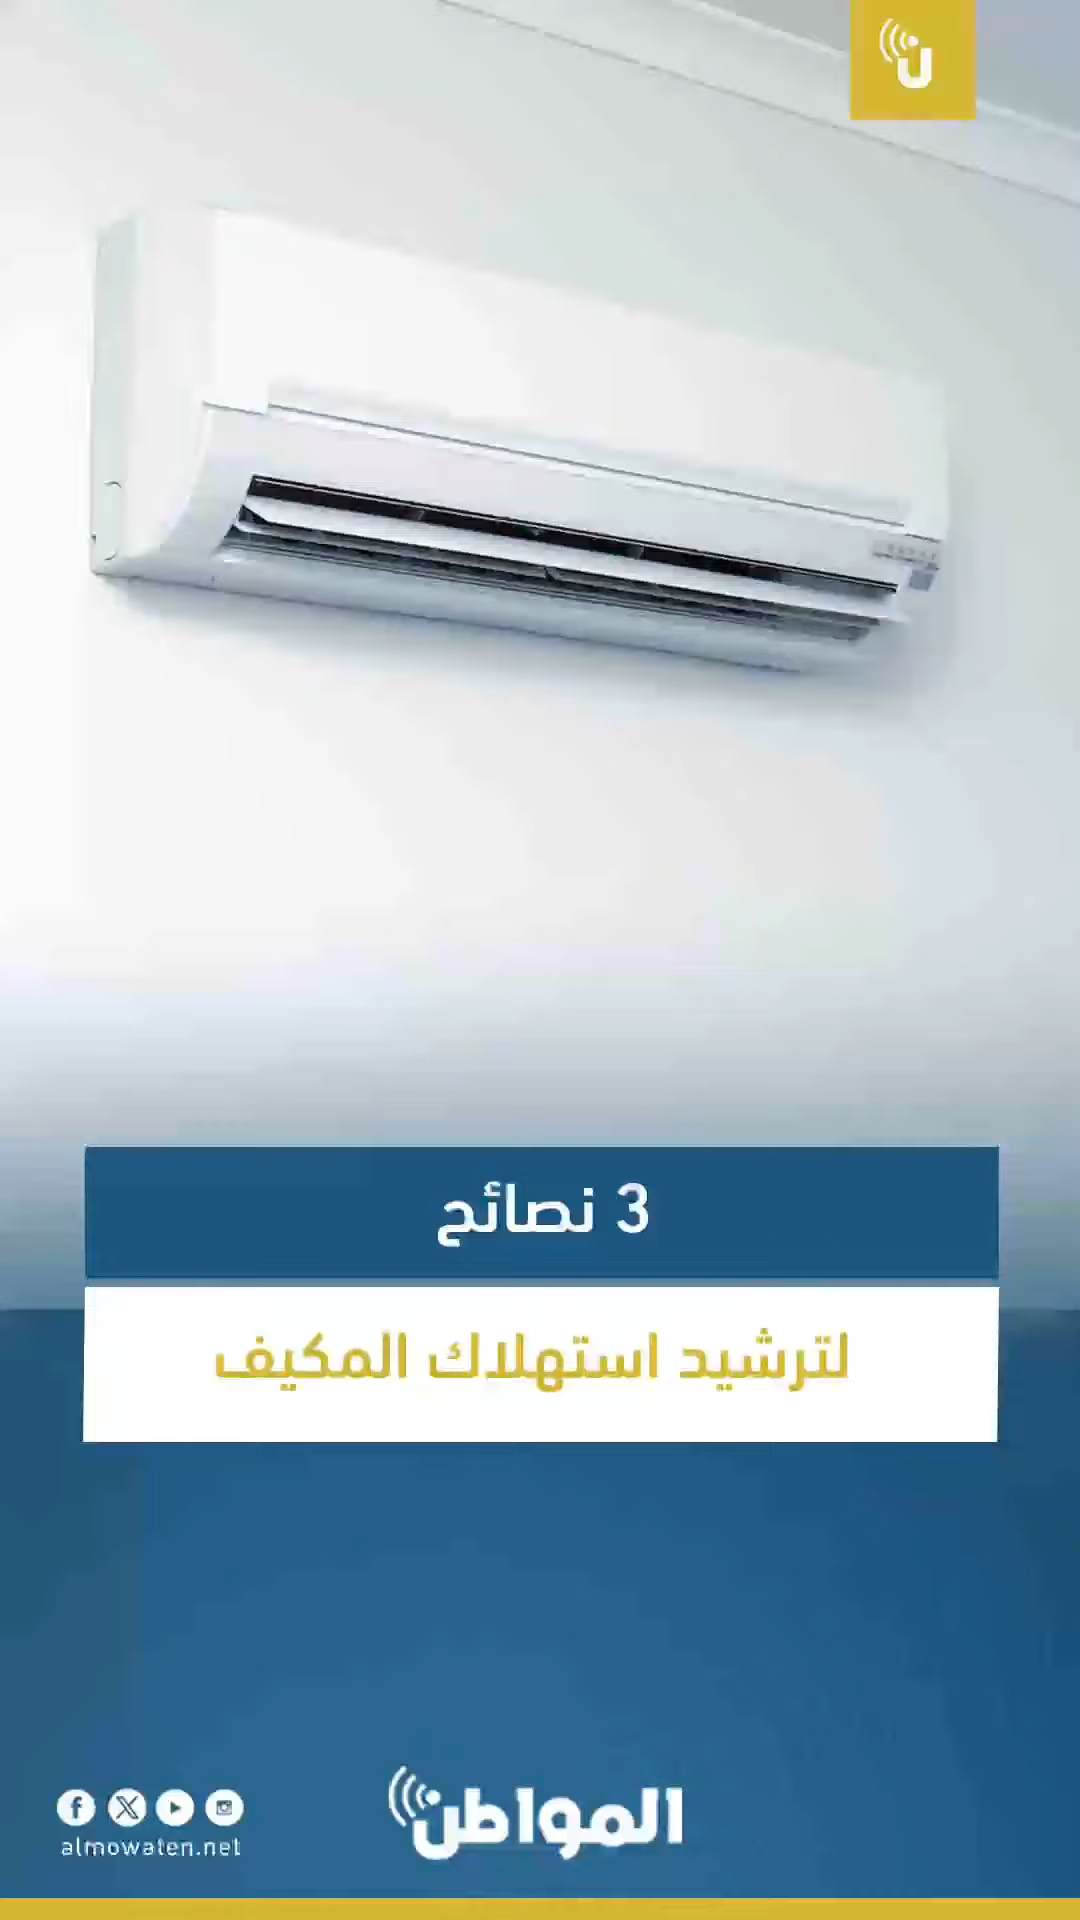 3 نصائح
لترشيد استهلاك المكيف
المواطن
almowaten.net